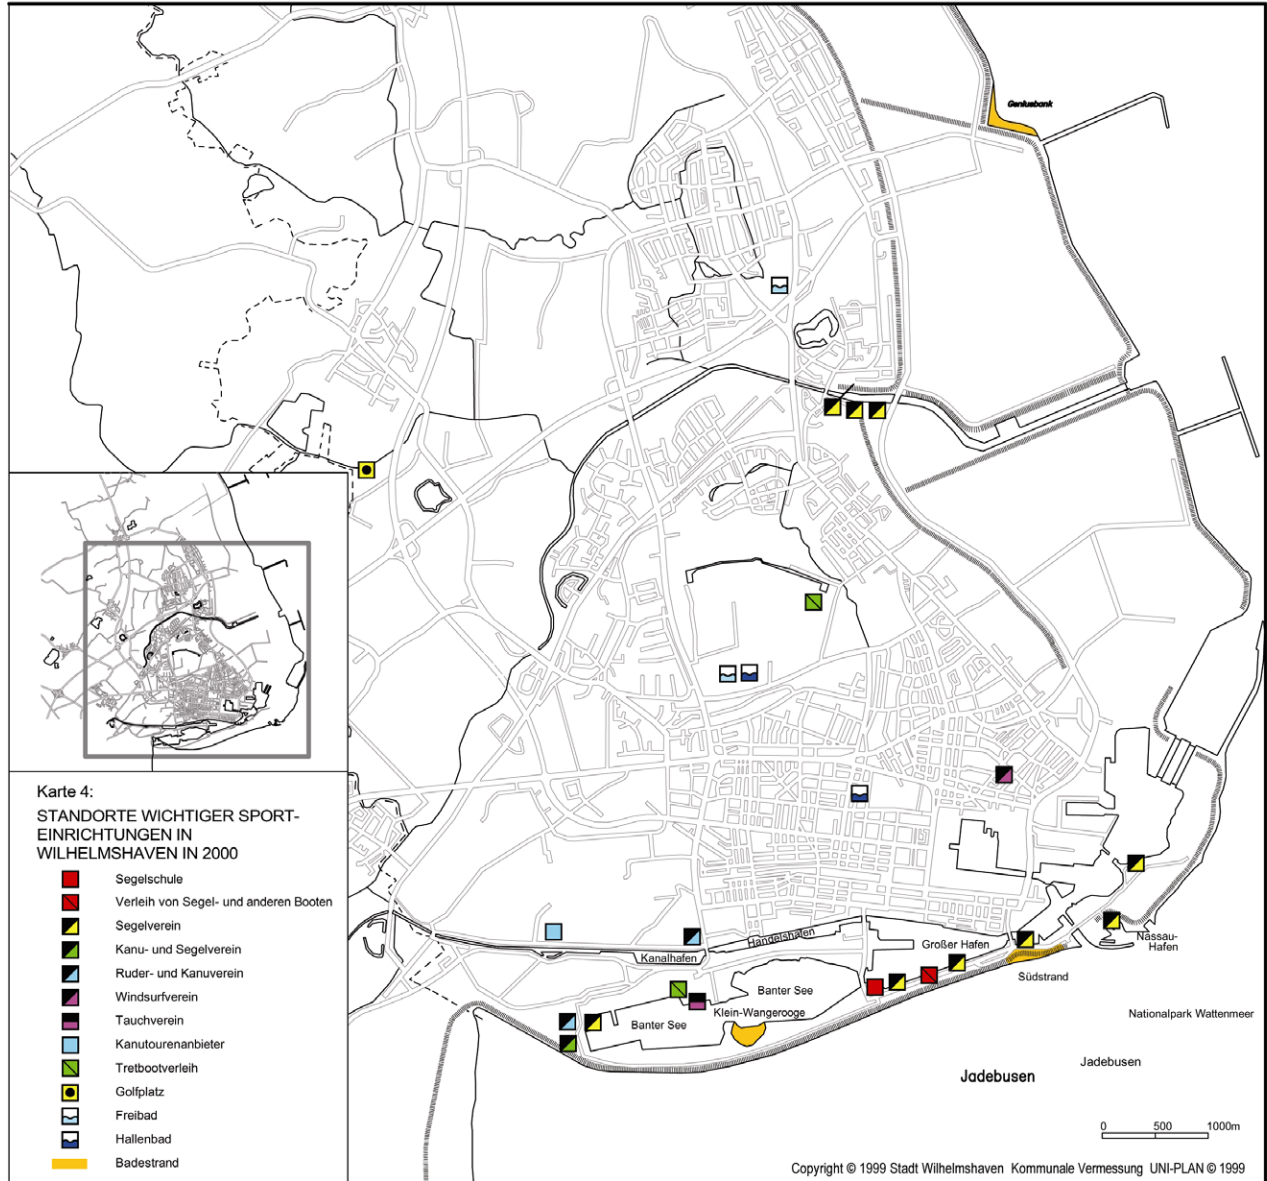 Geniusbank
Karte 4:
STANDORTE WICHTIGER SPORT-
EINRICHTUNGEN IN
WILHELMSHAVEN IN 2000
Segelschule
Verleih von Segel- und anderen Booten
Segelverein
Kanu- und Segelverein
Ruder- und Kanuverein
Windsurfverein
Tauchverein
Kanutourenanbieter
Tretbootverleih
Golfplatz
Freibad
Hallenbad
Badestrand
Handelshafen
Kanalhafen
Großer Hafen
Nassau-
Hafen
Südstrand
Banter See
Klein-Wangerooge
Banter See
Nationalpark Wattenmeer
Jadebusen
Jadebusen
0 500 1000m
Copyright © 1999 Stadt Wilhelmshaven Kommunale Vermessung UNI-PLAN © 1999